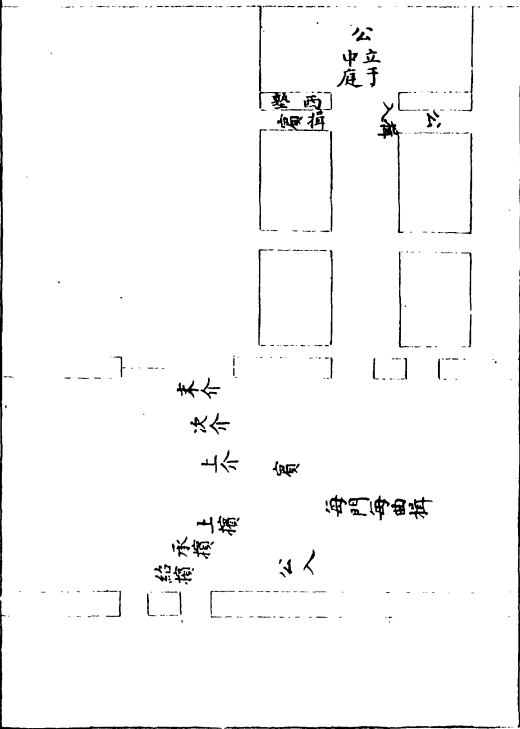 公
立于
中庭
西塾
賓揖
揖入
公
末介
次介
上介
賓
每門每曲揖
上擯
承擯
紹擯
公入